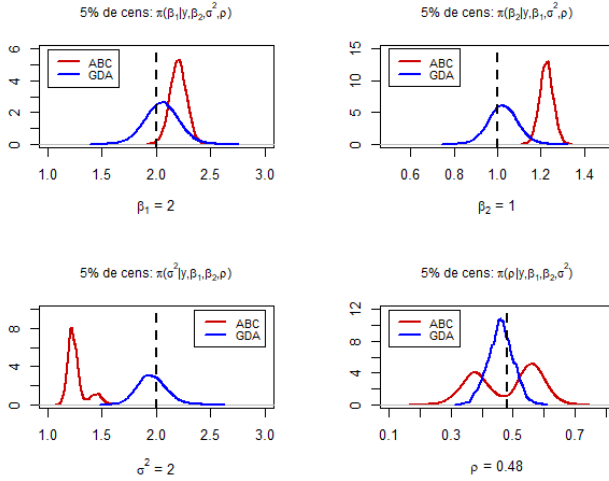 5% de cens: π(β₁|y,β₂,σ²,ρ)
ABC
GDA
0 2 4 6
1.0 1.5 2.0 2.5 3.0
β₁ = 2
5% de cens: π(β₂|y,β₁,σ²,ρ)
ABC
GDA
0 5 10 15
0.6 0.8 1.0 1.2 1.4
β₂ = 1
5% de cens: π(σ²|y,β₁,β₂,ρ)
ABC
GDA
0 4 8
1.0 1.5 2.0 2.5 3.0
σ² = 2
5% de cens: π(ρ|y,β₁,β₂,σ²)
ABC
GDA
0 4 8 12
0.1 0.3 0.5 0.7
ρ = 0.48